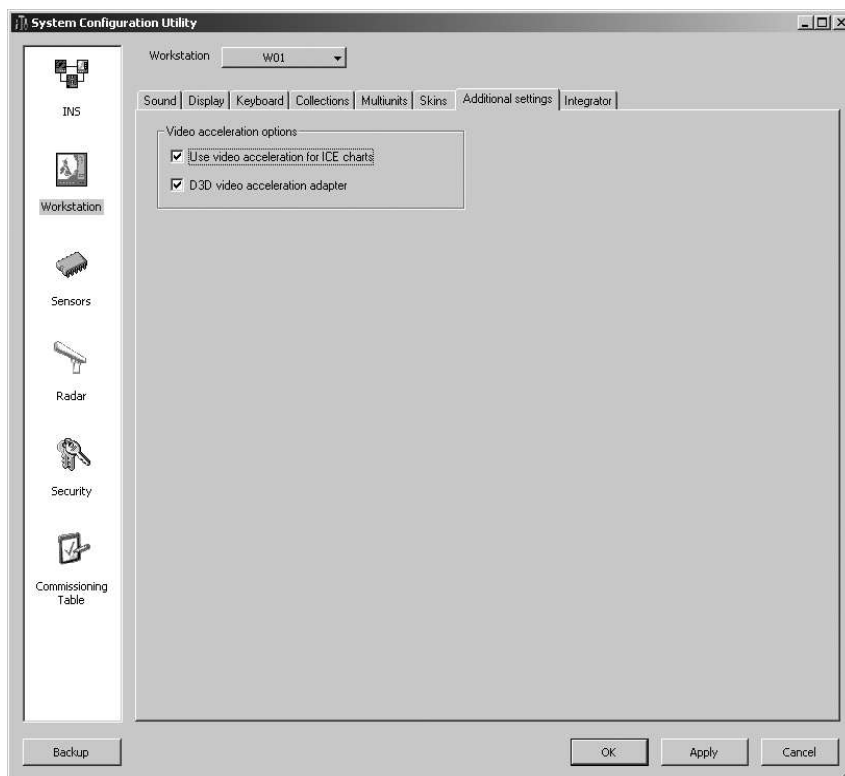 System Configuration Utility
INS
Workstation
Sensors
Radar
Security
Commissioning
Table
Workstation
W01
Sound
Display
Keyboard
Collections
Multiunits
Skins
Additional settings
Integrator
Video acceleration options
Use video acceleration for ICE charts
D3D video acceleration adapter
Backup
OK
Apply
Cancel